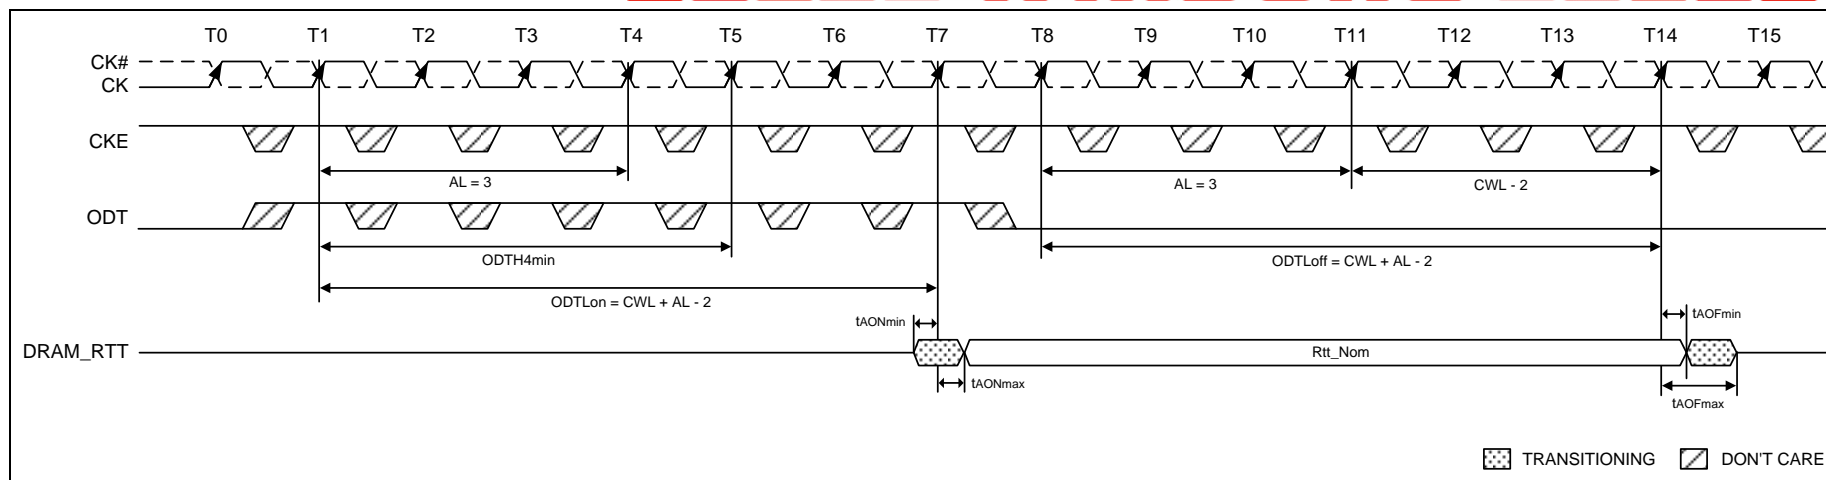 T0 T1 T2 T3 T4 T5 T6 T7 T8 T9 T10 T11 T12 T13 T14 T15
CK#
CK
CKE
AL = 3 AL = 3 CWL - 2
ODT
ODTH4min ODTLoff = CWL + AL - 2
ODTLon = CWL + AL - 2
tAONmin tAOFmin
DRAM_RTT Rtt_Nom
tAONmax
tAOFmax
TRANSITIONING DON'T CARE